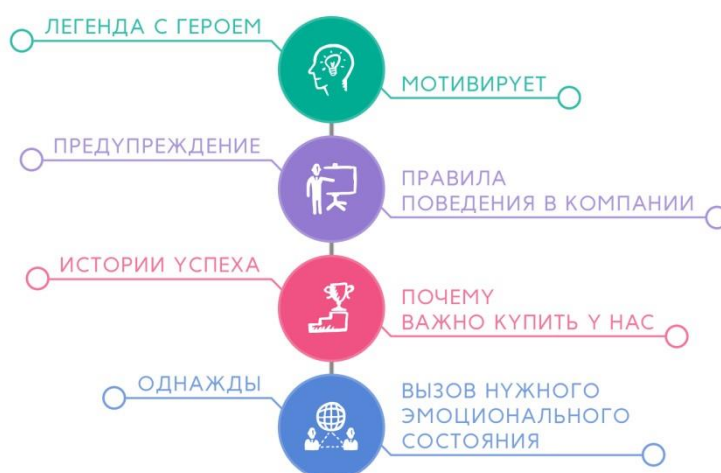 ЛЕГЕНДА С ГЕРОЕМ
МОТИВИРУЕТ
ПРЕДУПРЕЖДЕНИЕ
ПРАВИЛА
ПОВЕДЕНИЯ В КОМПАНИИ
ИСТОРИИ УСПЕХА
ПОЧЕМУ
ВАЖНО КУПИТЬ У НАС
ОДНАЖДЫ
ВЫЗОВ НУЖНОГО
ЭМОЦИОНАЛЬНОГО
СОСТОЯНИЯ